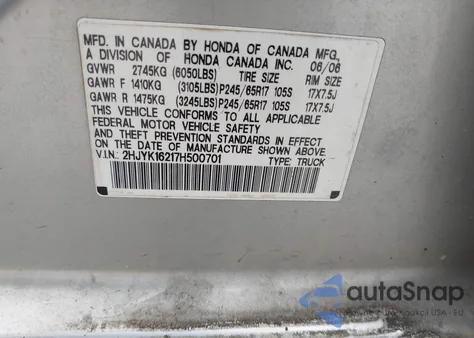 MFD. IN CANADA BY HONDA OF CANADA MFG.,
A DIVISION OF HONDA CANADA INC. 06/06
GVWR 2745KG (6050LBS) TIRE SIZE RIM SIZE
GAWR F 1410KG (3105LBS) P245/65R17 105S 17X7.5J
GAWR R 1475KG (3245LBS) P245/65R17 105S 17X7.5J
THIS VEHICLE CONFORMS TO ALL APPLICABLE
FEDERAL MOTOR VEHICLE SAFETY
AND THEFT PREVENTION STANDARDS IN EFFECT
ON THE DATE OF MANUFACTURE SHOWN ABOVE.
V.I.N.: 2HJYK16217H500701 TYPE: TRUCK
autoSnap
USA - EU